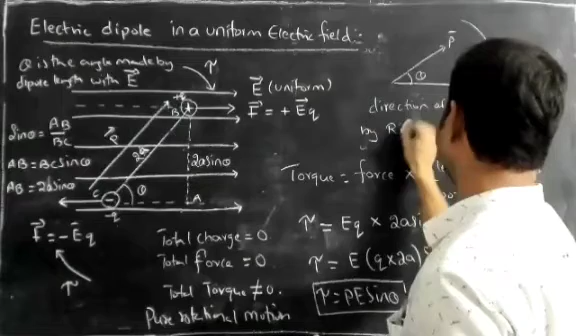 Electric dipole in a uniform Electric field:
θ is the angle made by
dipole length with E⃗
τ
E⃗ (uniform)
F⃗ = + E⃗q
+q
B
+
Sinθ = AB/BC
AB = BC sinθ
AB = 2a sinθ
P
2a
2a sinθ
C
θ
A
−
-q
F⃗ = -E⃗q
τ
Total charge = 0
Total force = 0
Total Torque ≠ 0.
Pure rotational motion
P⃗
θ
direction of
by R
Torque = force ×
τ = Eq × 2a sin
τ = E (q × 2a)
τ = PE sinθ